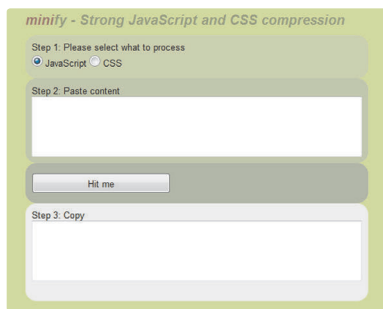 minify - Strong JavaScript and CSS compression
Step 1: Please select what to process
JavaScript CSS
Step 2: Paste content
Hit me
Step 3: Copy